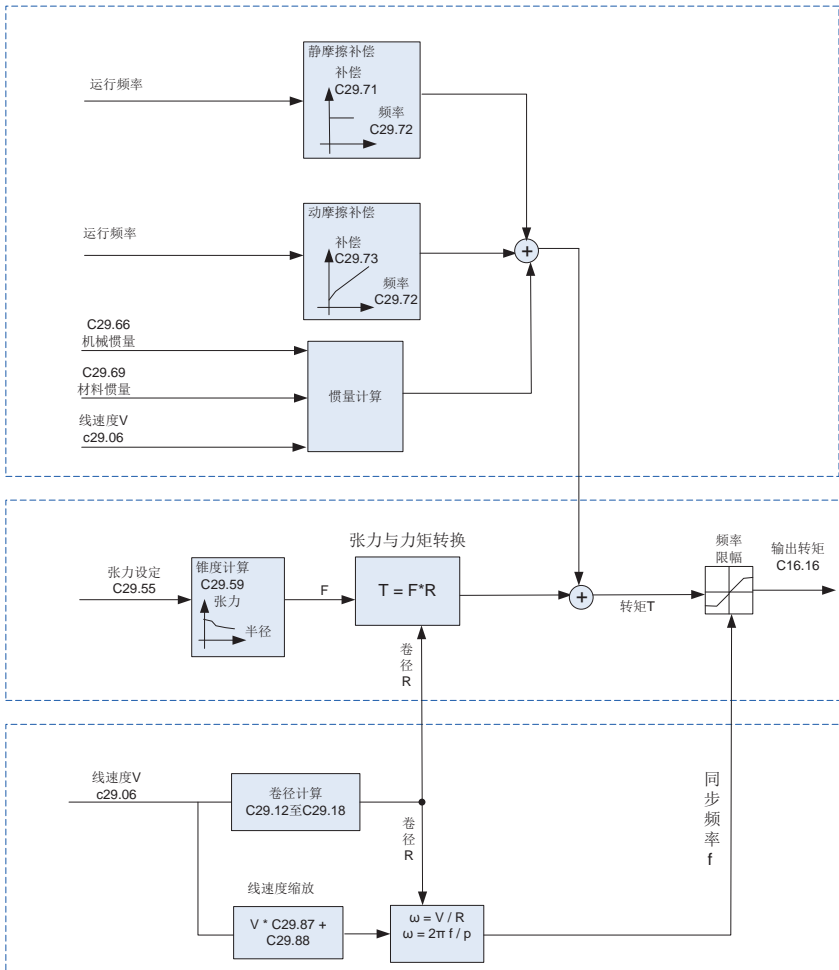 静摩擦补偿
补偿
C29.71
频率
C29.72
运行频率
动摩擦补偿
补偿
C29.73
频率
C29.72
运行频率
C29.66
机械惯量
C29.69
材料惯量
线速度V
c29.06
惯量计算
张力与力矩转换
张力设定
C29.55
锥度计算
C29.59
张力
半径
F
T = F*R
转矩T
频率
限幅
输出转矩
C16.16
卷
径
R
线速度V
c29.06
卷径计算
C29.12至C29.18
卷
径
R
同
步
频
率
f
线速度缩放
V * C29.87 +
C29.88
ω = V / R
ω = 2π f / p